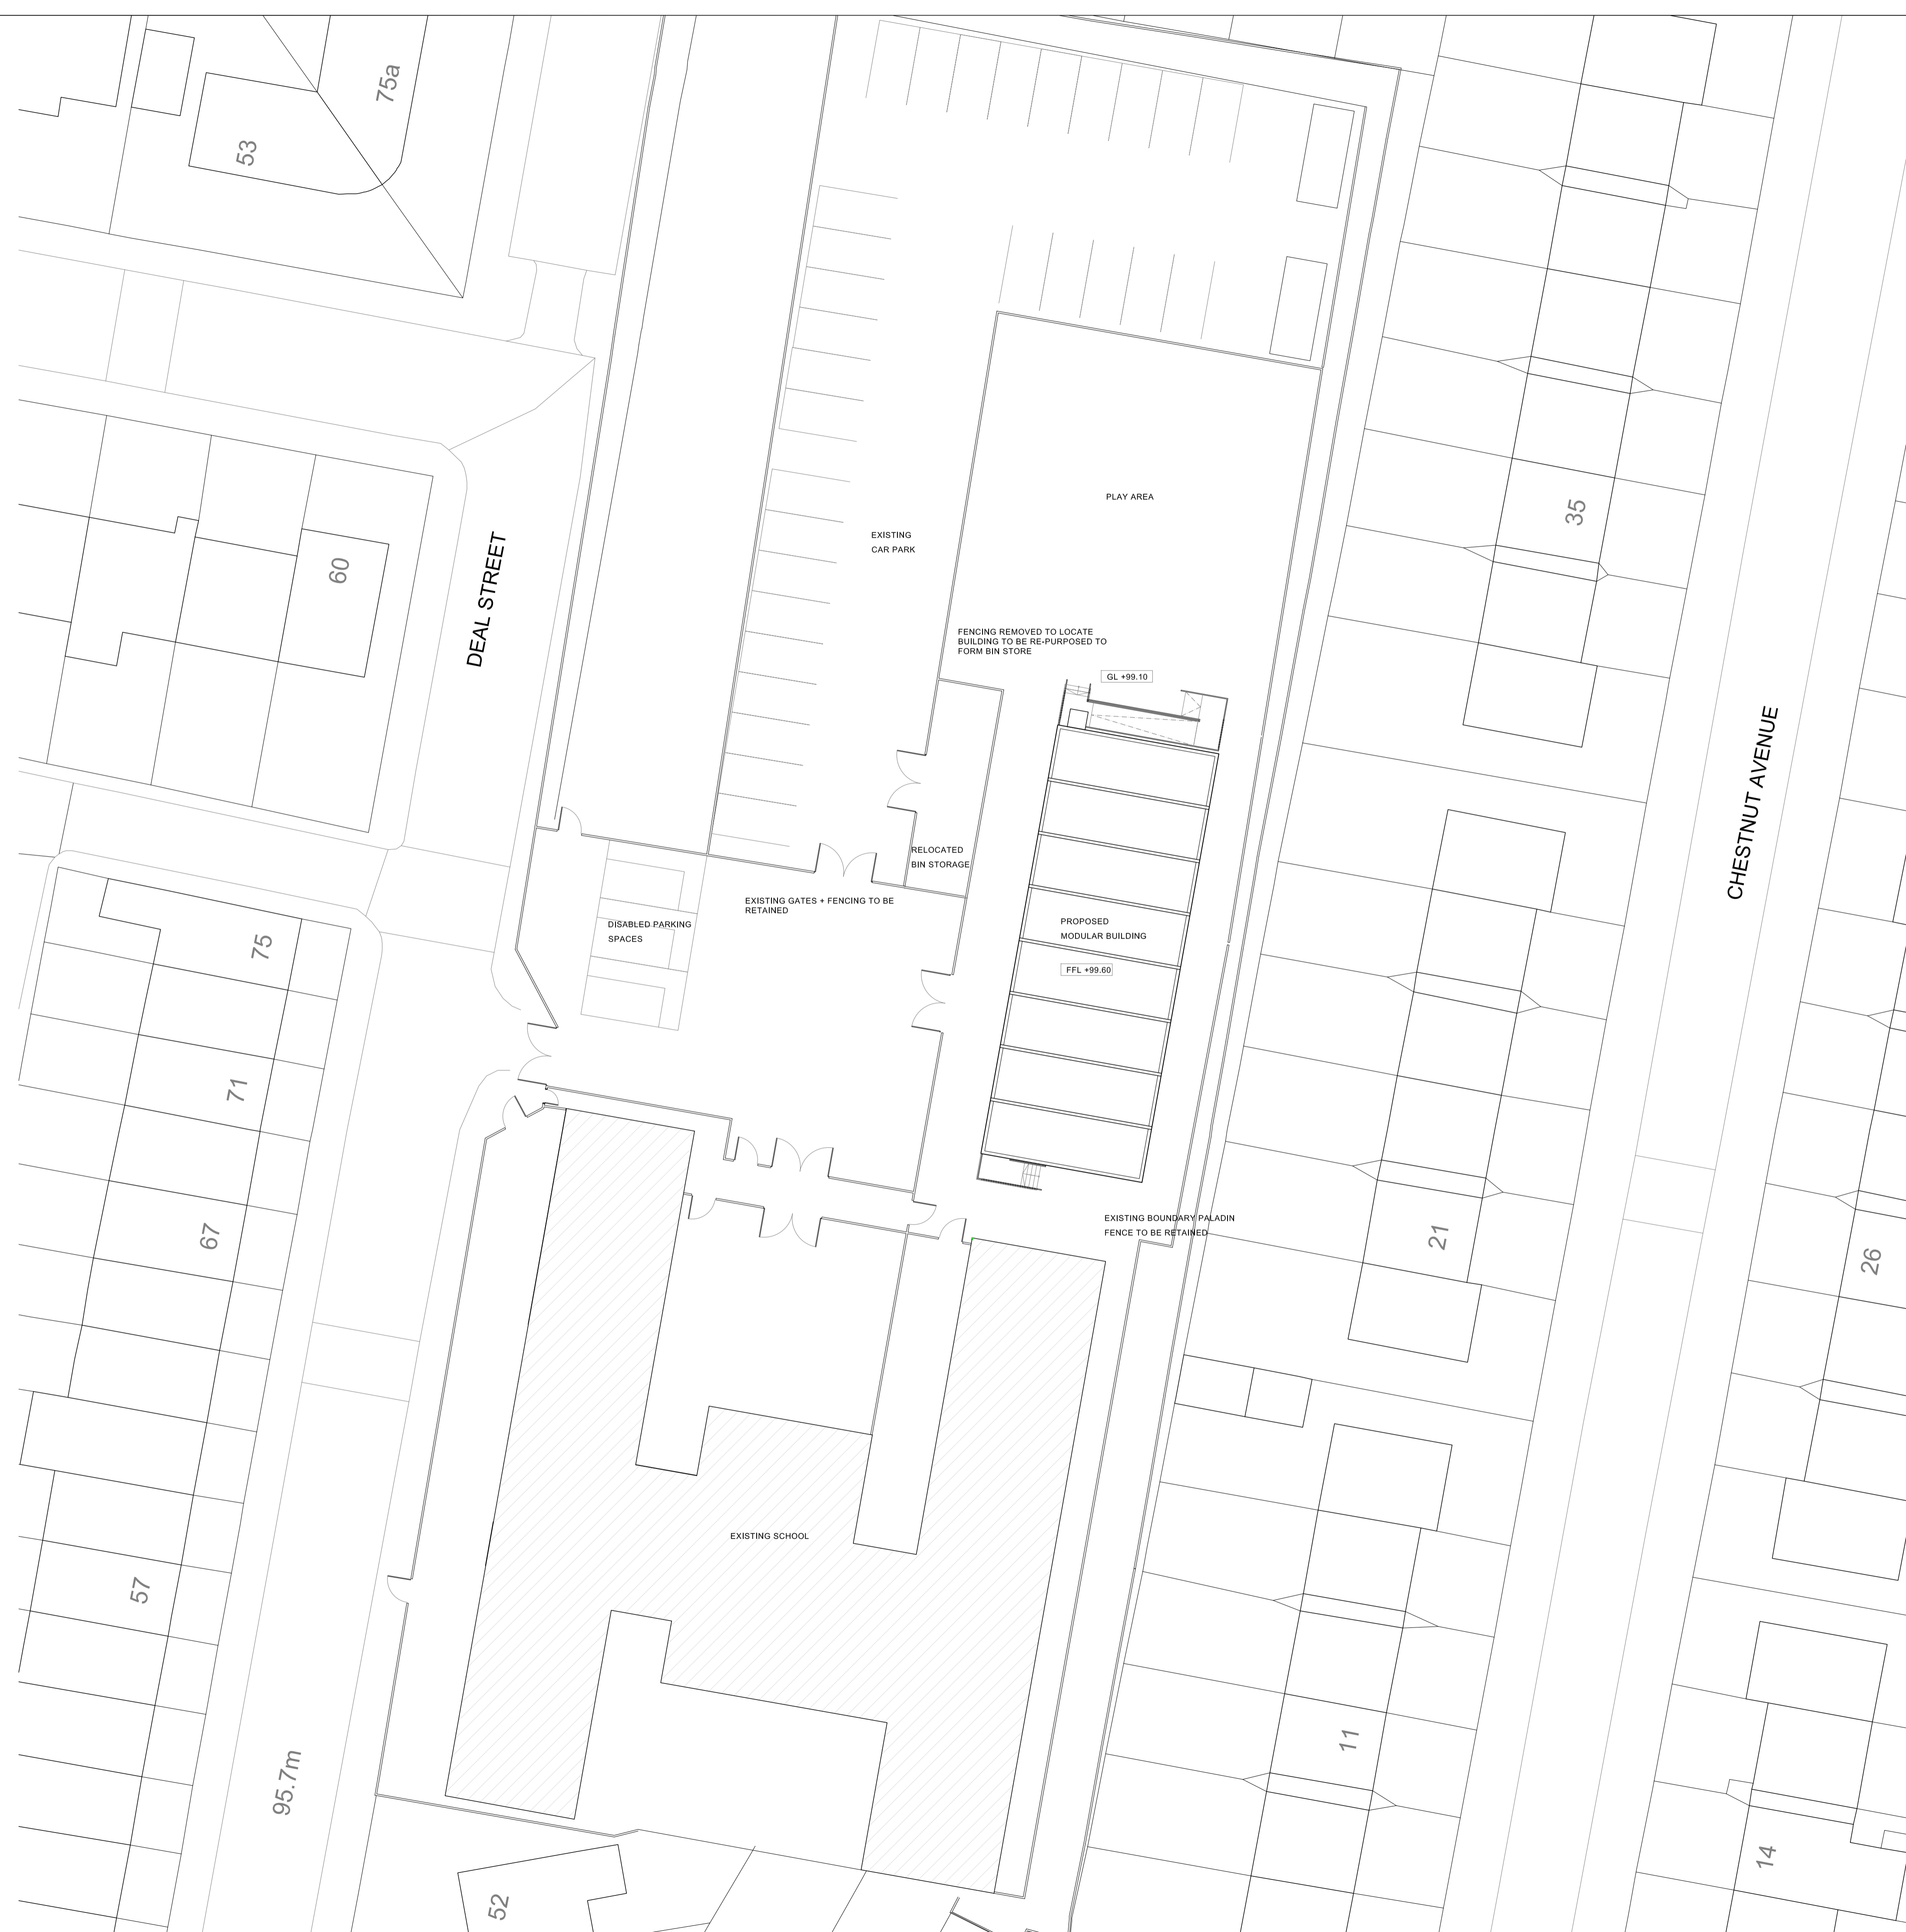 75a
53
PLAY AREA
35
EXISTING
CAR PARK
60
DEAL STREET
FENCING REMOVED TO LOCATE
BUILDING TO BE RE-PURPOSED TO
FORM BIN STORE
GL +99.10
CHESTNUT AVENUE
RELOCATED
BIN STORAGE
EXISTING GATES + FENCING TO BE
RETAINED
DISABLED PARKING
SPACES
PROPOSED
MODULAR BUILDING
FFL +99.60
75
71
67
EXISTING BOUNDARY PALADIN
FENCE TO BE RETAINED
21
26
EXISTING SCHOOL
57
11
95.7m
14
52